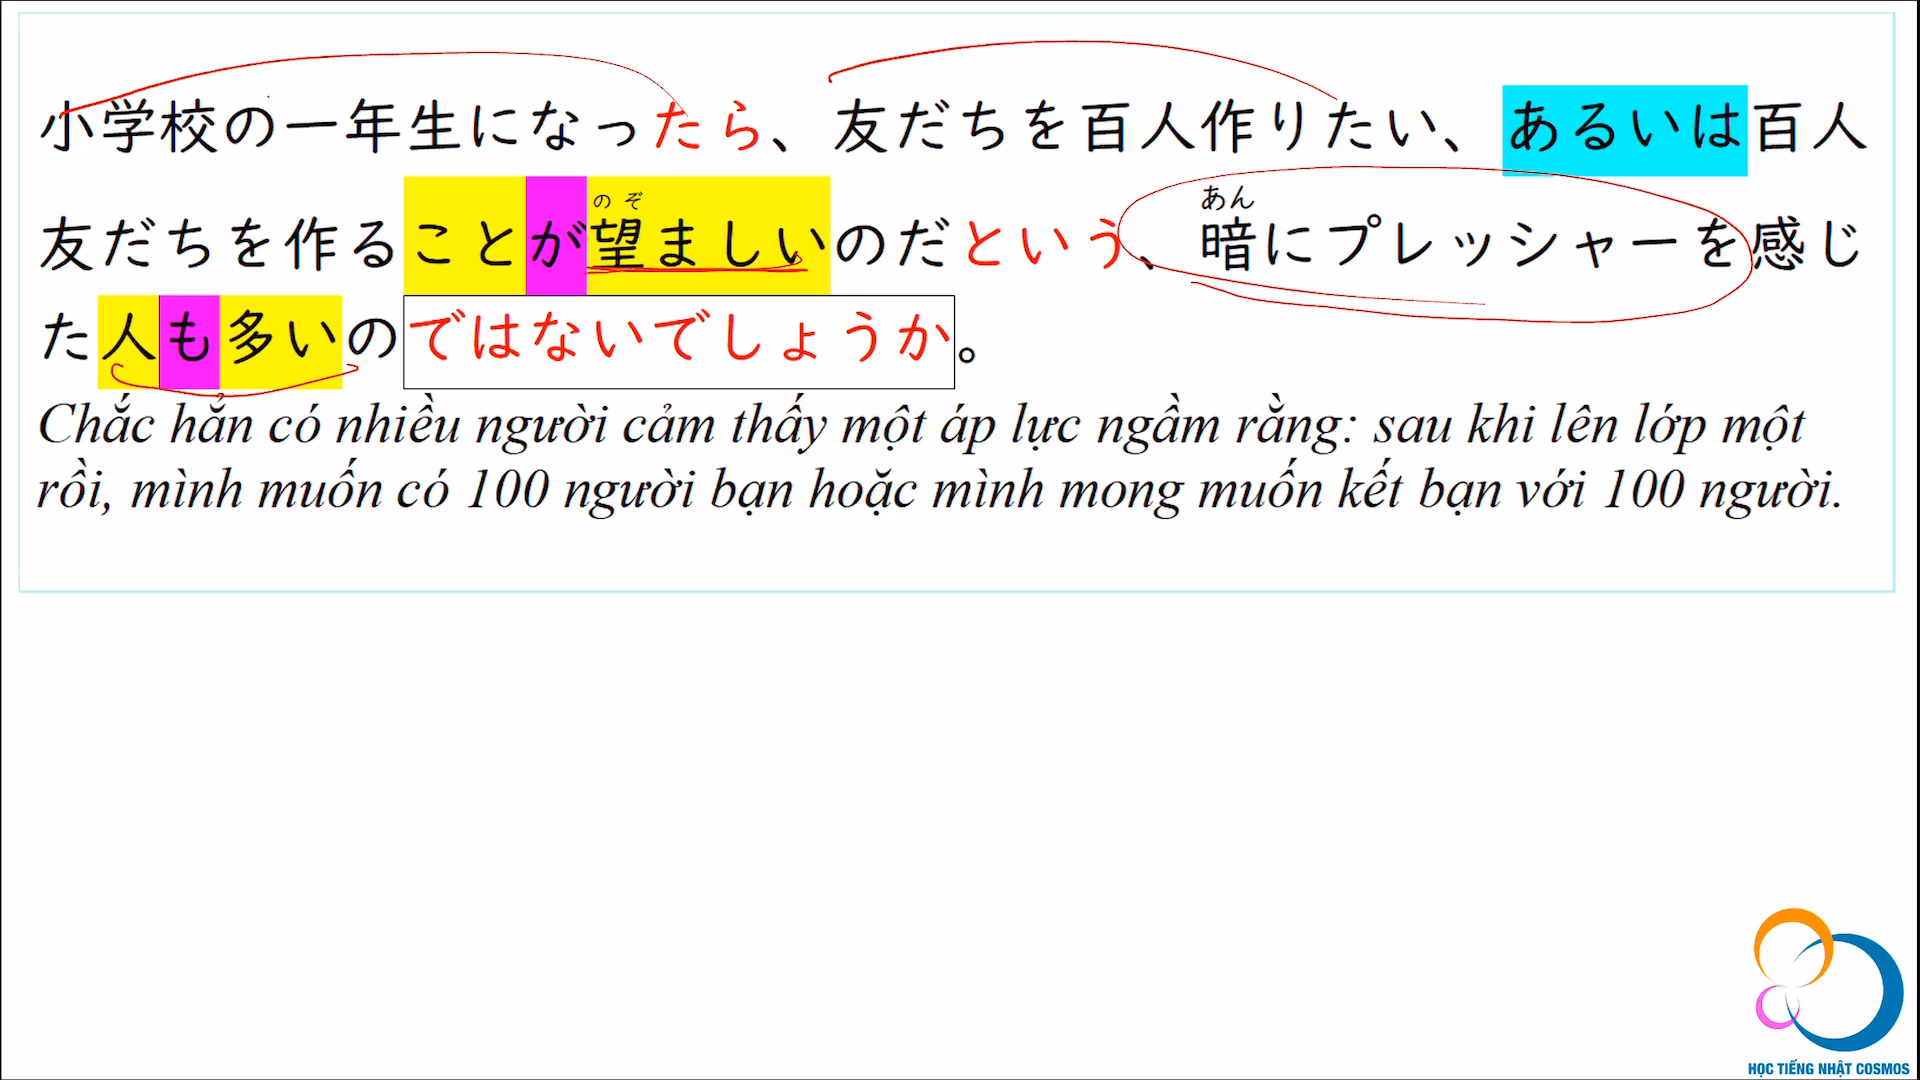 小学校の一年生になったら、友だちを百人作りたい、あるいは百人
のぞ
あん
友だちを作ることが望ましいのだという、暗にプレッシャーを感じ
た人も多いのではないでしょうか。
Chắc hẳn có nhiều người cảm thấy một áp lực ngầm rằng: sau khi lên lớp một
rồi, mình muốn có 100 người bạn hoặc mình mong muốn kết bạn với 100 người.
HỌC TIẾNG NHẬT COSMOS